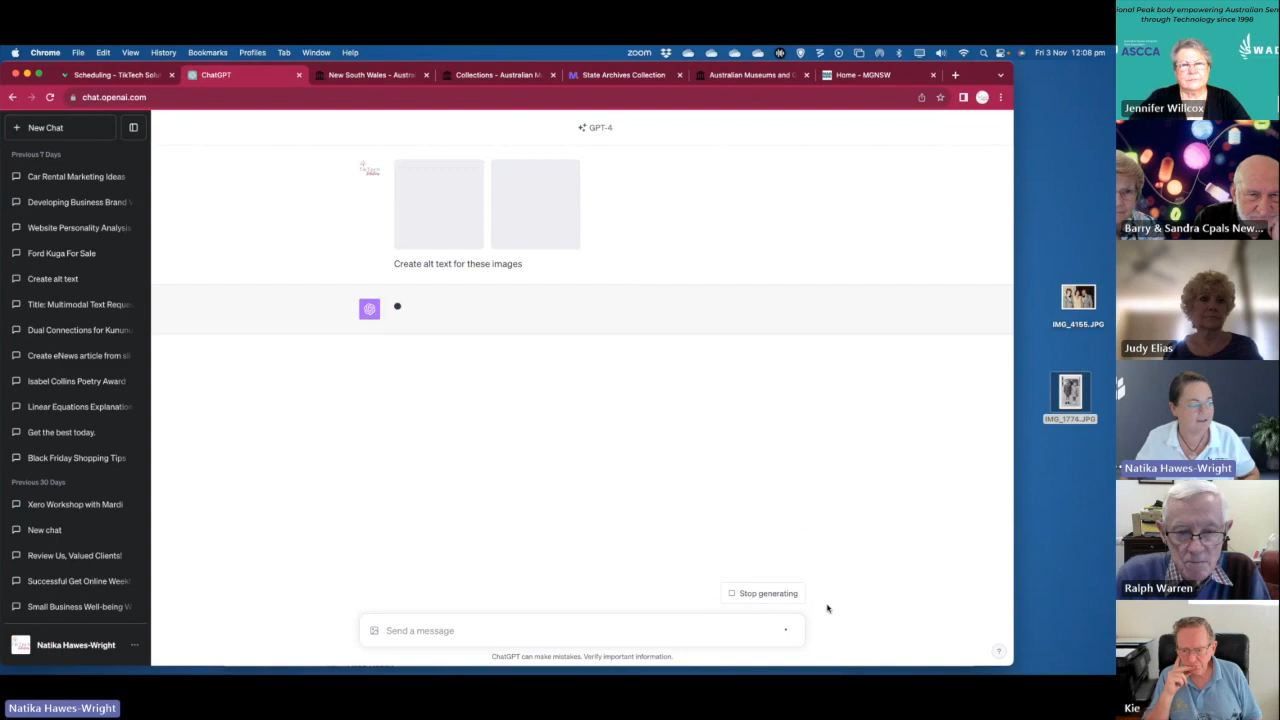 Chrome File Edit View History Bookmarks Profiles Tab Window Help zoom Fri 3 Nov 12:08 pm
Scheduling - TikTech Solu
ChatGPT
New South Wales - Austra
Collections - Australian M
State Archives Collection
Australian Museums and
Home - MGNSW
chat.openai.com
New Chat
Previous 7 Days
Car Rental Marketing Ideas
Developing Business Brand
Website Personality Analysis
Ford Kuga For Sale
Create alt text
Title: Multimodal Text Reque
Dual Connections for Kununu
Create eNews article from sli
Isabel Collins Poetry Award
Linear Equations Explanation
Get the best today.
Black Friday Shopping Tips
Previous 30 Days
Xero Workshop with Mardi
New chat
Review Us, Valued Clients!
Successful Get Online Week
Small Business Well-being W
Natika Hawes-Wright
GPT-4
Create alt text for these images
Stop generating
Send a message
ChatGPT can make mistakes. Verify important information.
?
IMG_4155.JPG
IMG_1774.JPG
ional Peak body empowering Australian Sen
through Technology since 1998
ASCCA
WAD
Jennifer Willcox
Barry & Sandra Cpals New...
Judy Elias
Natika Hawes-Wright
Ralph Warren
Kie
Natika Hawes-Wright